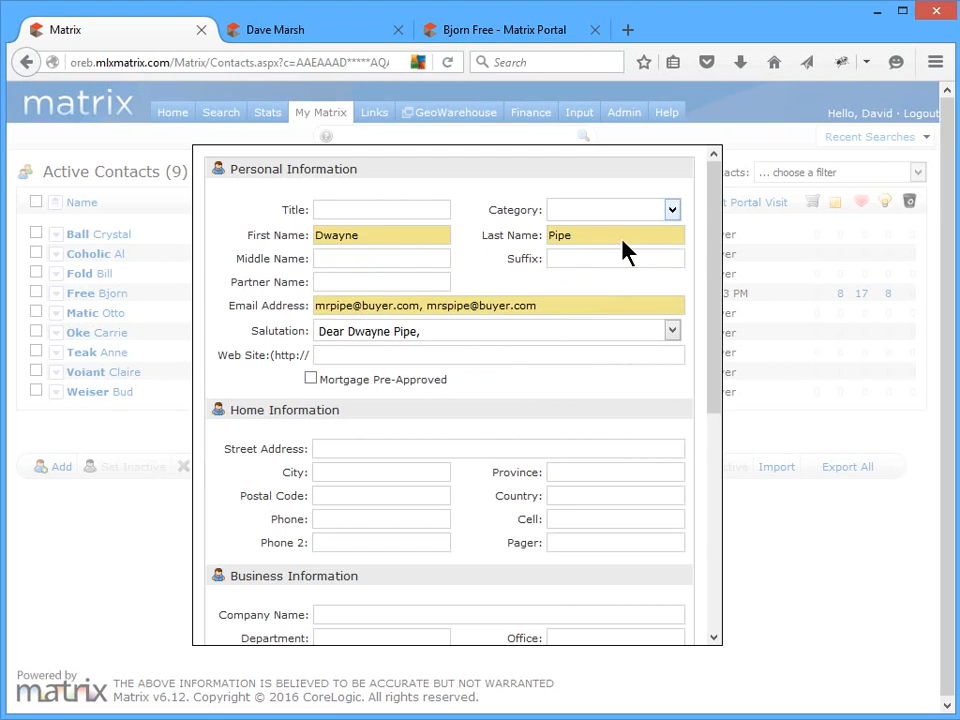 Matrix
Dave Marsh
Bjorn Free - Matrix Portal
oreb.mlxmatrix.com/Matrix/Contacts.aspx?c=AAEAAAD*****AQA
Search
matrix
Home Search Stats My Matrix Links GeoWarehouse Finance Input Admin Help
Hello, David · Logout
Recent Searches
Active Contacts (9)
acts: ... choose a filter
Name
t Portal Visit
Ball Crystal
Coholic Al
Fold Bill
Free Bjorn
3 PM 8 17 8
Matic Otto
Oke Carrie
Teak Anne
Voiant Claire
Weiser Bud
Personal Information
Title:
Category:
First Name: Dwayne
Last Name: Pipe
Middle Name:
Suffix:
Partner Name:
Email Address: mrpipe@buyer.com, mrspipe@buyer.com
Salutation: Dear Dwayne Pipe,
Web Site:(http://
Mortgage Pre-Approved
Home Information
Street Address:
City:
Province:
Postal Code:
Country:
Phone:
Cell:
Phone 2:
Pager:
Business Information
Company Name:
Department:
Office:
Add Set Inactive
Import Export All
Powered by
matrix
THE ABOVE INFORMATION IS BELIEVED TO BE ACCURATE BUT NOT WARRANTED
Matrix v6.12. Copyright © 2016 CoreLogic. All rights reserved.